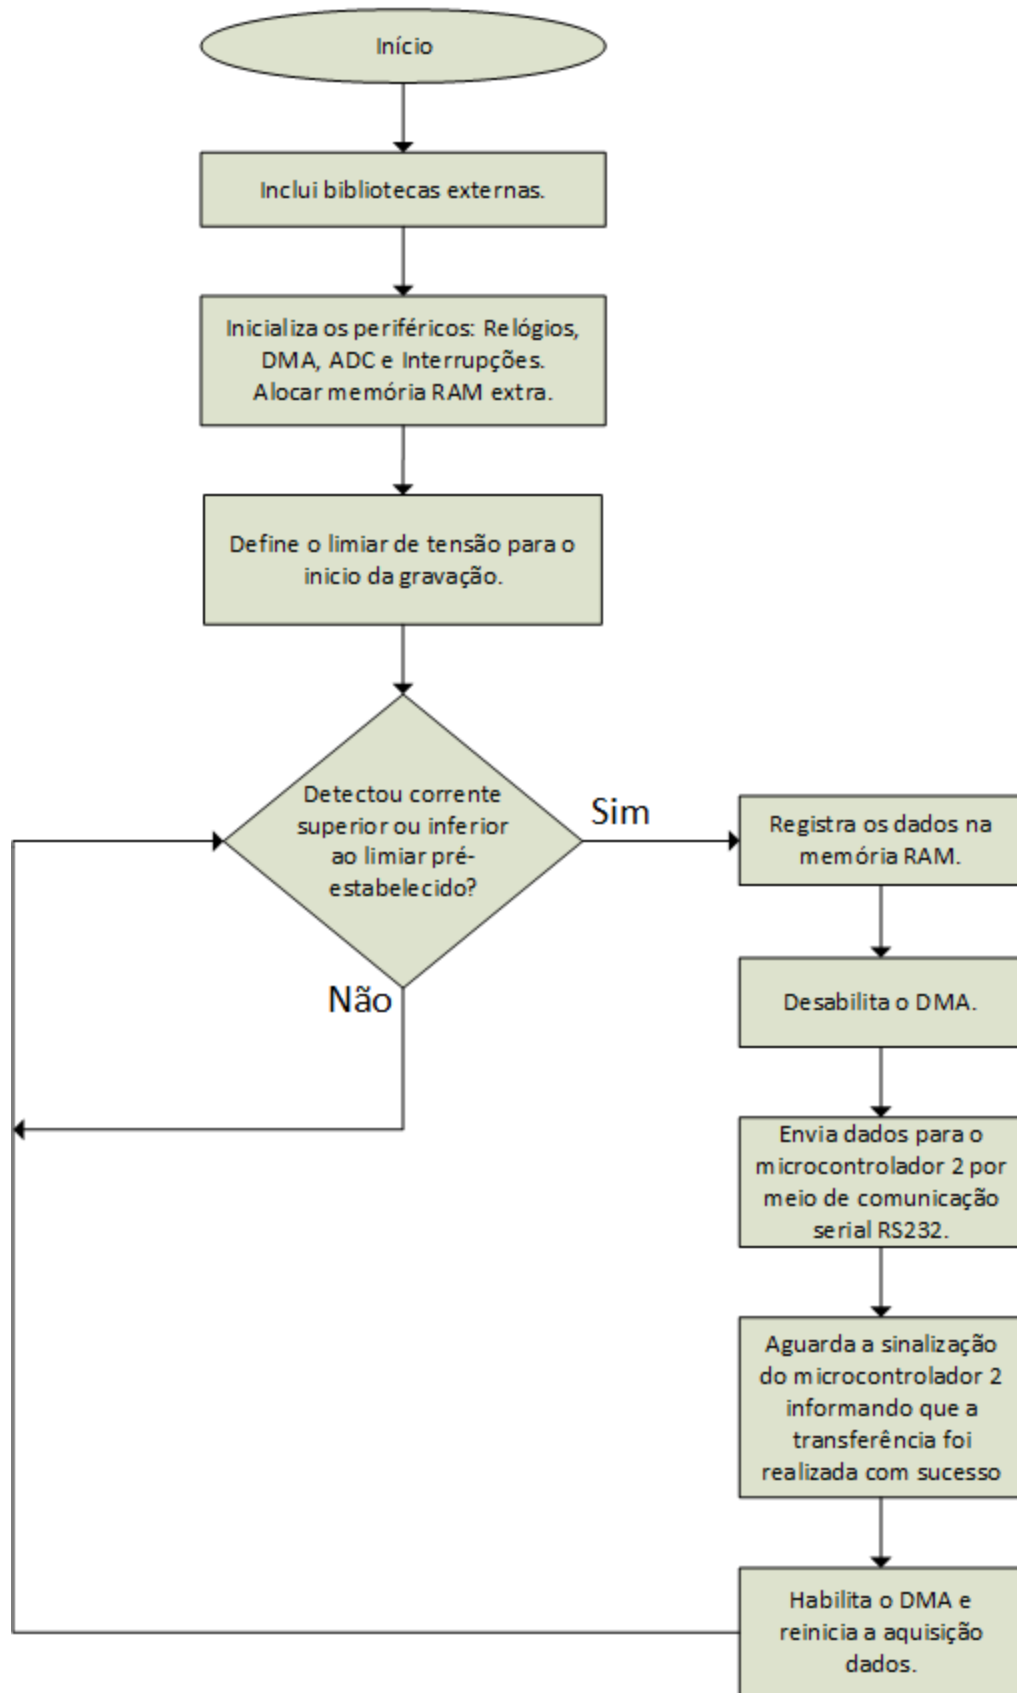 Início
Inclui bibliotecas externas.
Inicializa os periféricos: Relógios,
DMA, ADC e Interrupções.
Alocar memória RAM extra.
Define o limiar de tensão para o
inicio da gravação.
Detectou corrente
superior ou inferior
ao limiar pré-
estabelecido?
Sim
Não
Registra os dados na
memória RAM.
Desabilita o DMA.
Envia dados para o
microcontrolador 2 por
meio de comunicação
serial RS232.
Aguarda a sinalização
do microcontrolador 2
informando que a
transferência foi
realizada com sucesso
Habilita o DMA e
reinicia a aquisição
dados.